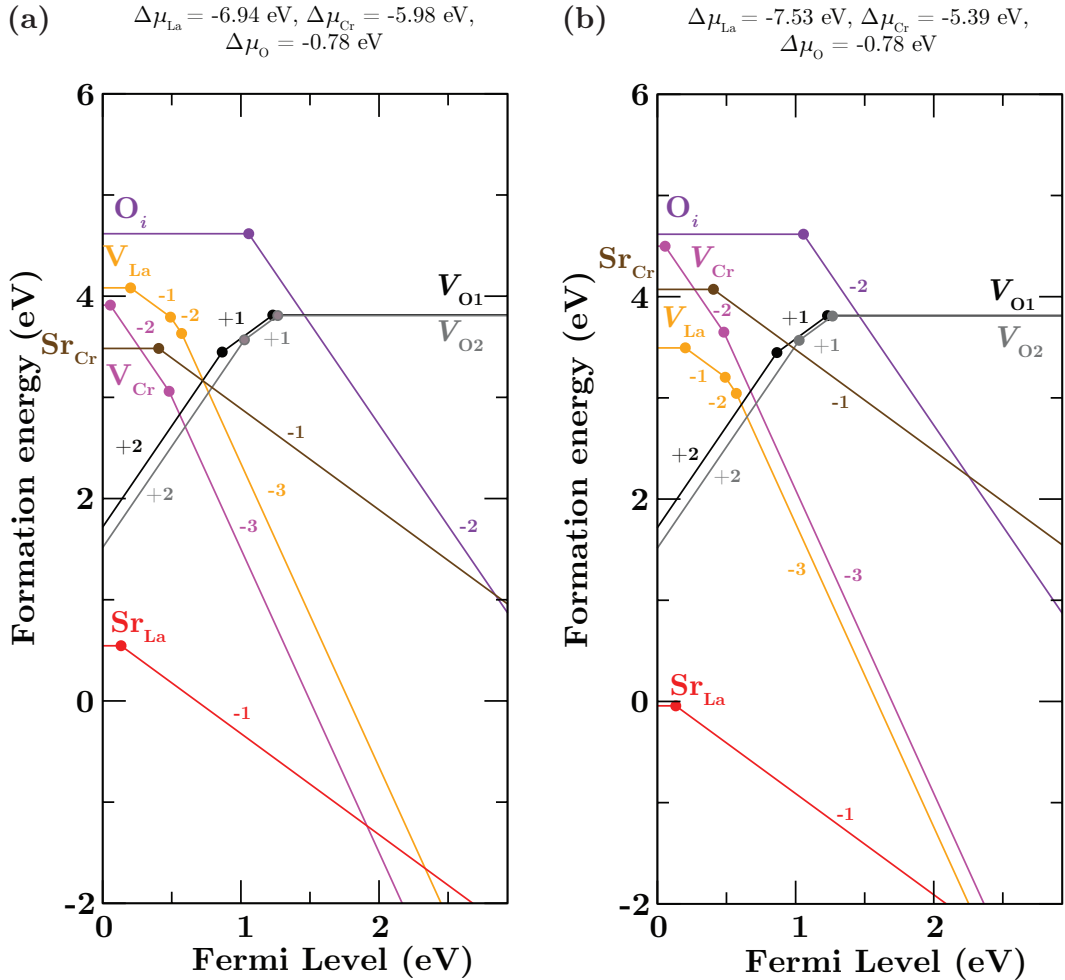 (a)
Δμ_La = -6.94 eV, Δμ_Cr = -5.98 eV,
Δμ_O = -0.78 eV
6
4
2
0
-2
0
1
2
Formation energy (eV)
Fermi Level (eV)
O_i
V_La
-1
-2
-2
+1
+1
V_O1
V_O2
Sr_Cr
V_Cr
-1
+2
+2
-3
-3
-2
Sr_La
-1
(b)
Δμ_La = -7.53 eV, Δμ_Cr = -5.39 eV,
Δμ_O = -0.78 eV
6
4
2
0
-2
0
1
2
Formation energy (eV)
Fermi Level (eV)
O_i
Sr_Cr
V_Cr
-2
-2
V_La
+1
+1
V_O1
V_O2
-1
-2
-1
+2
+2
-3
-3
Sr_La
-1